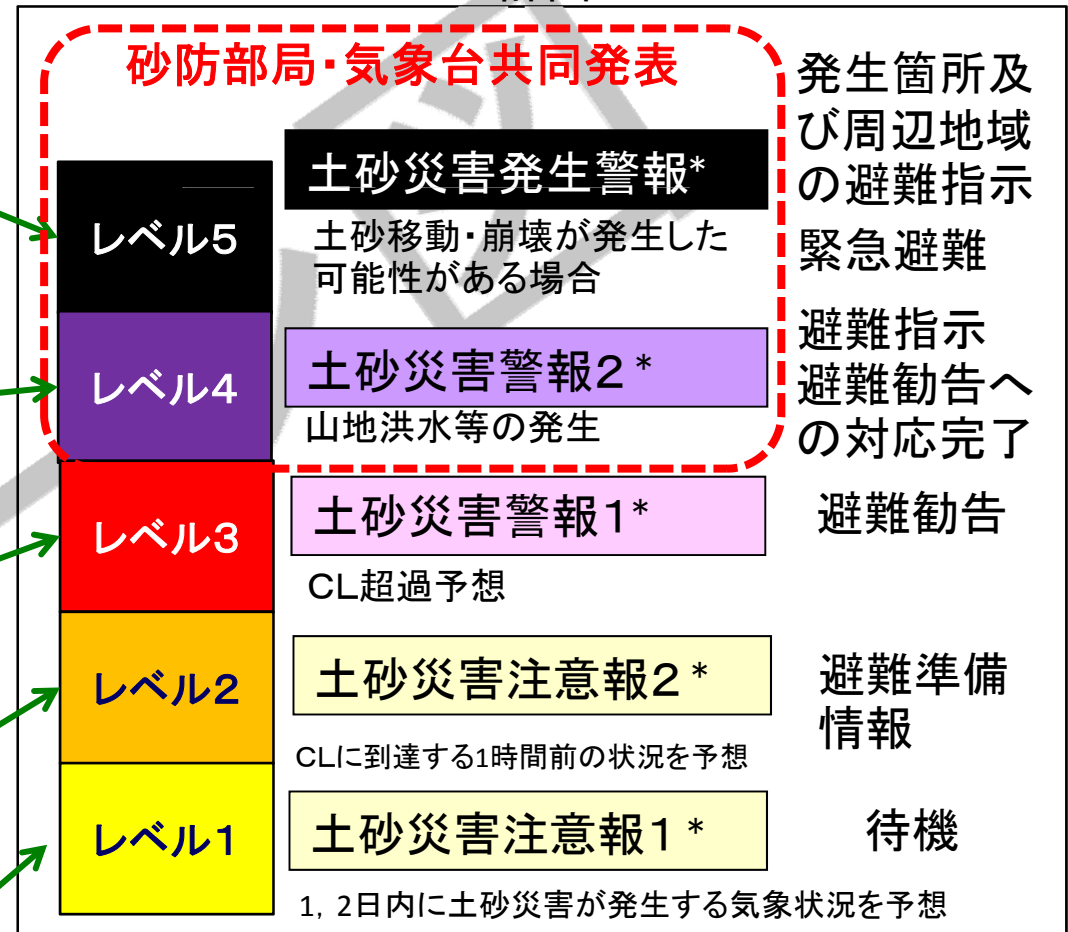 砂防部局・気象台共同発表
土砂災害発生警報*
レベル5
土砂移動・崩壊が発生した
可能性がある場合
発生箇所及
び周辺地域
の避難指示
緊急避難
レベル4
土砂災害警報2*
山地洪水等の発生
避難指示
避難勧告へ
の対応完了
レベル3
土砂災害警報1*
CL超過予想
避難勧告
レベル2
土砂災害注意報2*
CLに到達する1時間前の状況を予想
避難準備
情報
レベル1
土砂災害注意報1*
1,2日内に土砂災害が発生する気象状況を予想
待機